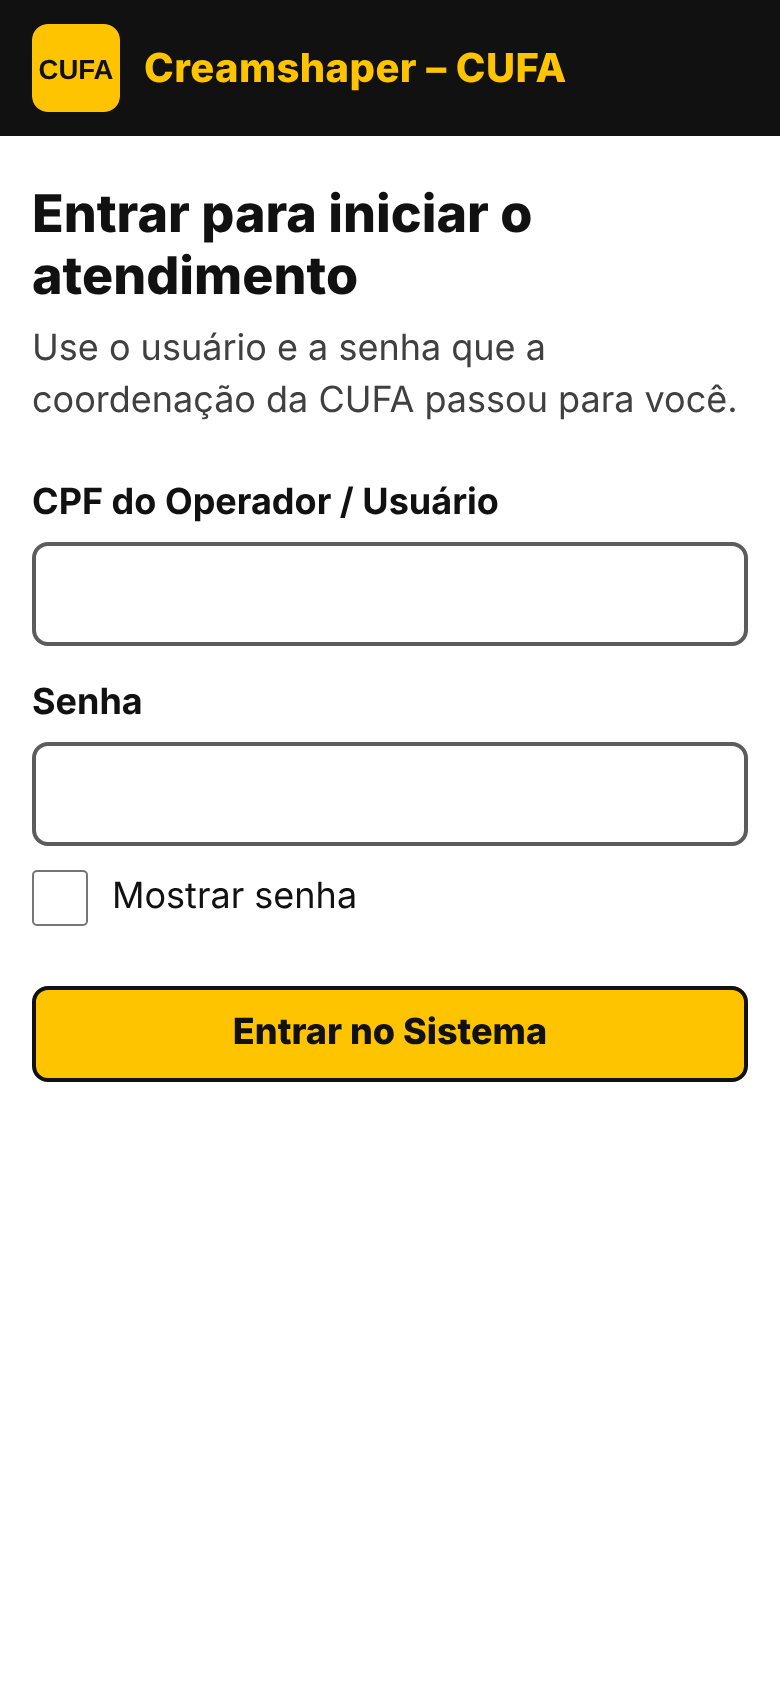 CUFA
Creamshaper – CUFA
Entrar para iniciar o
atendimento
Use o usuário e a senha que a
coordenação da CUFA passou para você.
CPF do Operador / Usuário
Senha
Mostrar senha
Entrar no Sistema